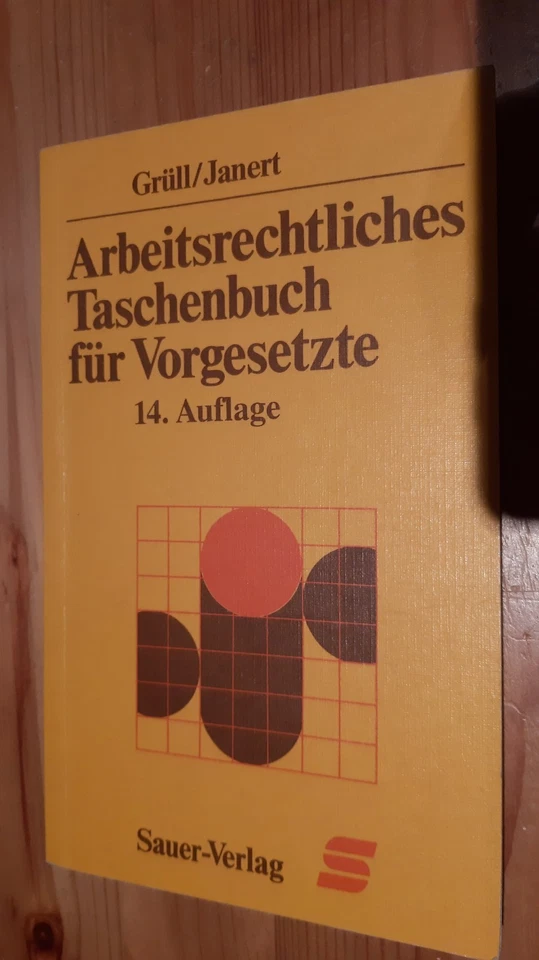 Grüll/Janert
Arbeitsrechtliches
Taschenbuch
für Vorgesetzte
14. Auflage
Sauer-Verlag
S